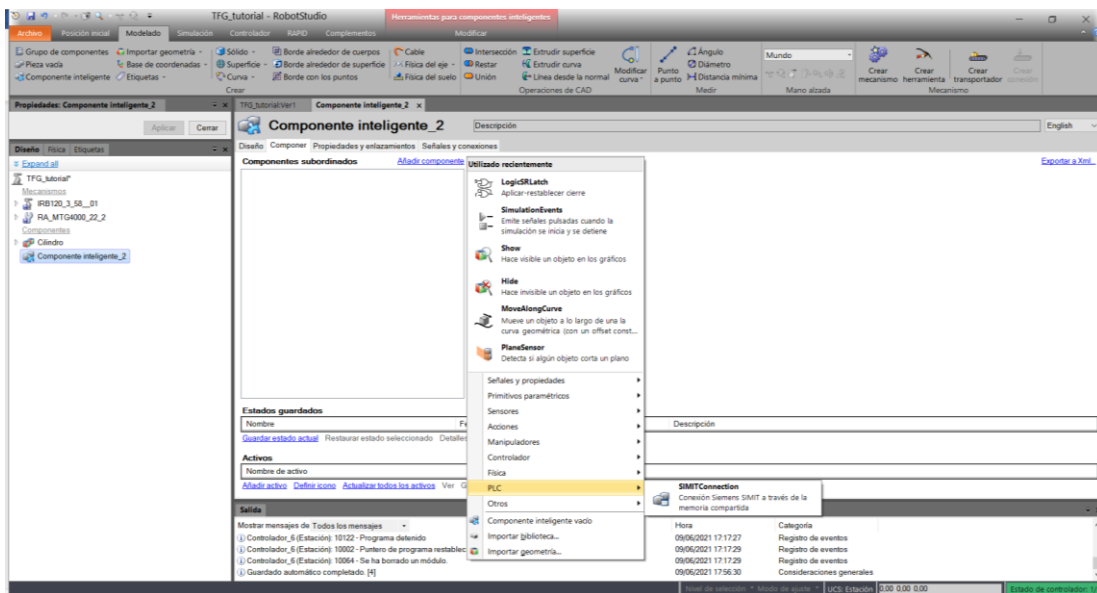 TFG_tutorial - RobotStudio
Herramientas para componentes inteligentes
Archivo Posición inicial Modelado Simulación Controlador RAPID Complementos Modificar
Grupo de componentes Importar geometría Sólido Borde alrededor de cuerpos Cable Intersección Extrudir superficie Ángulo Mundo
Pieza vacía Base de coordenadas Superficie Borde alrededor de superficie Física del eje Restar Extrudir curva Modificar curva Punto a punto Diámetro Crear mecanismo Crear herramienta Crear transportador Crear conexión
Componente inteligente Etiquetas Curva Borde con los puntos Física del suelo Unión Línea desde la normal Distancia mínima
Crear Operaciones de CAD Medir Mano alzada Mecanismo
Propiedades: Componente inteligente_2
TFG_tutorial:Ver1 Componente inteligente_2
Aplicar Cerrar
Componente inteligente_2 Descripción English
Diseño Física Etiquetas
Diseño Componer Propiedades y enlazamientos Señales y conexiones
Expand all
Componentes subordinados Añadir componente Exportar a Xml...
TFG_tutorial*
Mecanismos
IRB120_3_58__01
RA_MTG4000_22_2
Componentes
Cilindro
Componente inteligente_2
Utilizado recientemente
LogicSRLatch
Aplicar-restablecer cierre
SimulationEvents
Emite señales pulsadas cuando la
simulación se inicia y se detiene
Show
Hace visible un objeto en los gráficos
Hide
Hace invisible un objeto en los gráficos
MoveAlongCurve
Mueve un objeto a lo largo de una la
curva geométrica (con un offset const...
PlaneSensor
Detecta si algún objeto corta un plano
Señales y propiedades
Primitivos paramétricos
Sensores
Acciones
Manipuladores
Controlador
Física
PLC
Otros
Componente inteligente vacío
Importar biblioteca...
Importar geometría...
SIMITConnection
Conexión Siemens SIMIT a través de la
memoria compartida
Estados guardados
Nombre Fe Descripción
Guardar estado actual Restaurar estado seleccionado Detalles
Activos
Nombre de activo
Añadir activo Definir icono Actualizar todos los activos Ver G
Salida
Mostrar mensajes de Todos los mensajes Hora Categoría
Controlador_6 (Estación): 10122 - Programa detenido 09/06/2021 17:17:27 Registro de eventos
Controlador_6 (Estación): 10002 - Puntero de programa restablec 09/06/2021 17:17:29 Registro de eventos
Controlador_6 (Estación): 10064 - Se ha borrado un módulo. 09/06/2021 17:17:29 Registro de eventos
Guardado automático completado. [4] 09/06/2021 17:56:30 Consideraciones generales
Nivel de selección Modo de ajuste UCS: Estación 0.00 0.00 0.00 Estado de controlador: 1/